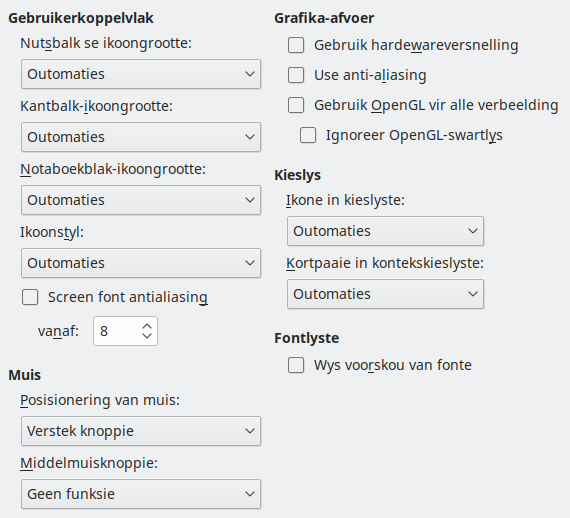 Gebruikerkoppelvlak
Nutsbalk se ikoongrootte:
Outomaties
Kantbalk-ikoongrootte:
Outomaties
Notaboekblak-ikoongrootte:
Outomaties
Ikoonstyl:
Outomaties
Screen font antialiasing
vanaf: 8
Muis
Posisionering van muis:
Verstek knoppie
Middelmuisknoppie:
Geen funksie
Grafika-afvoer
Gebruik hardewareversnelling
Use anti-aliasing
Gebruik OpenGL vir alle verbeelding
Ignoreer OpenGL-swartlys
Kieslys
Ikone in kieslyste:
Outomaties
Kortpaaie in kontekskieslyste:
Outomaties
Fontlyste
Wys voorskou van fonte